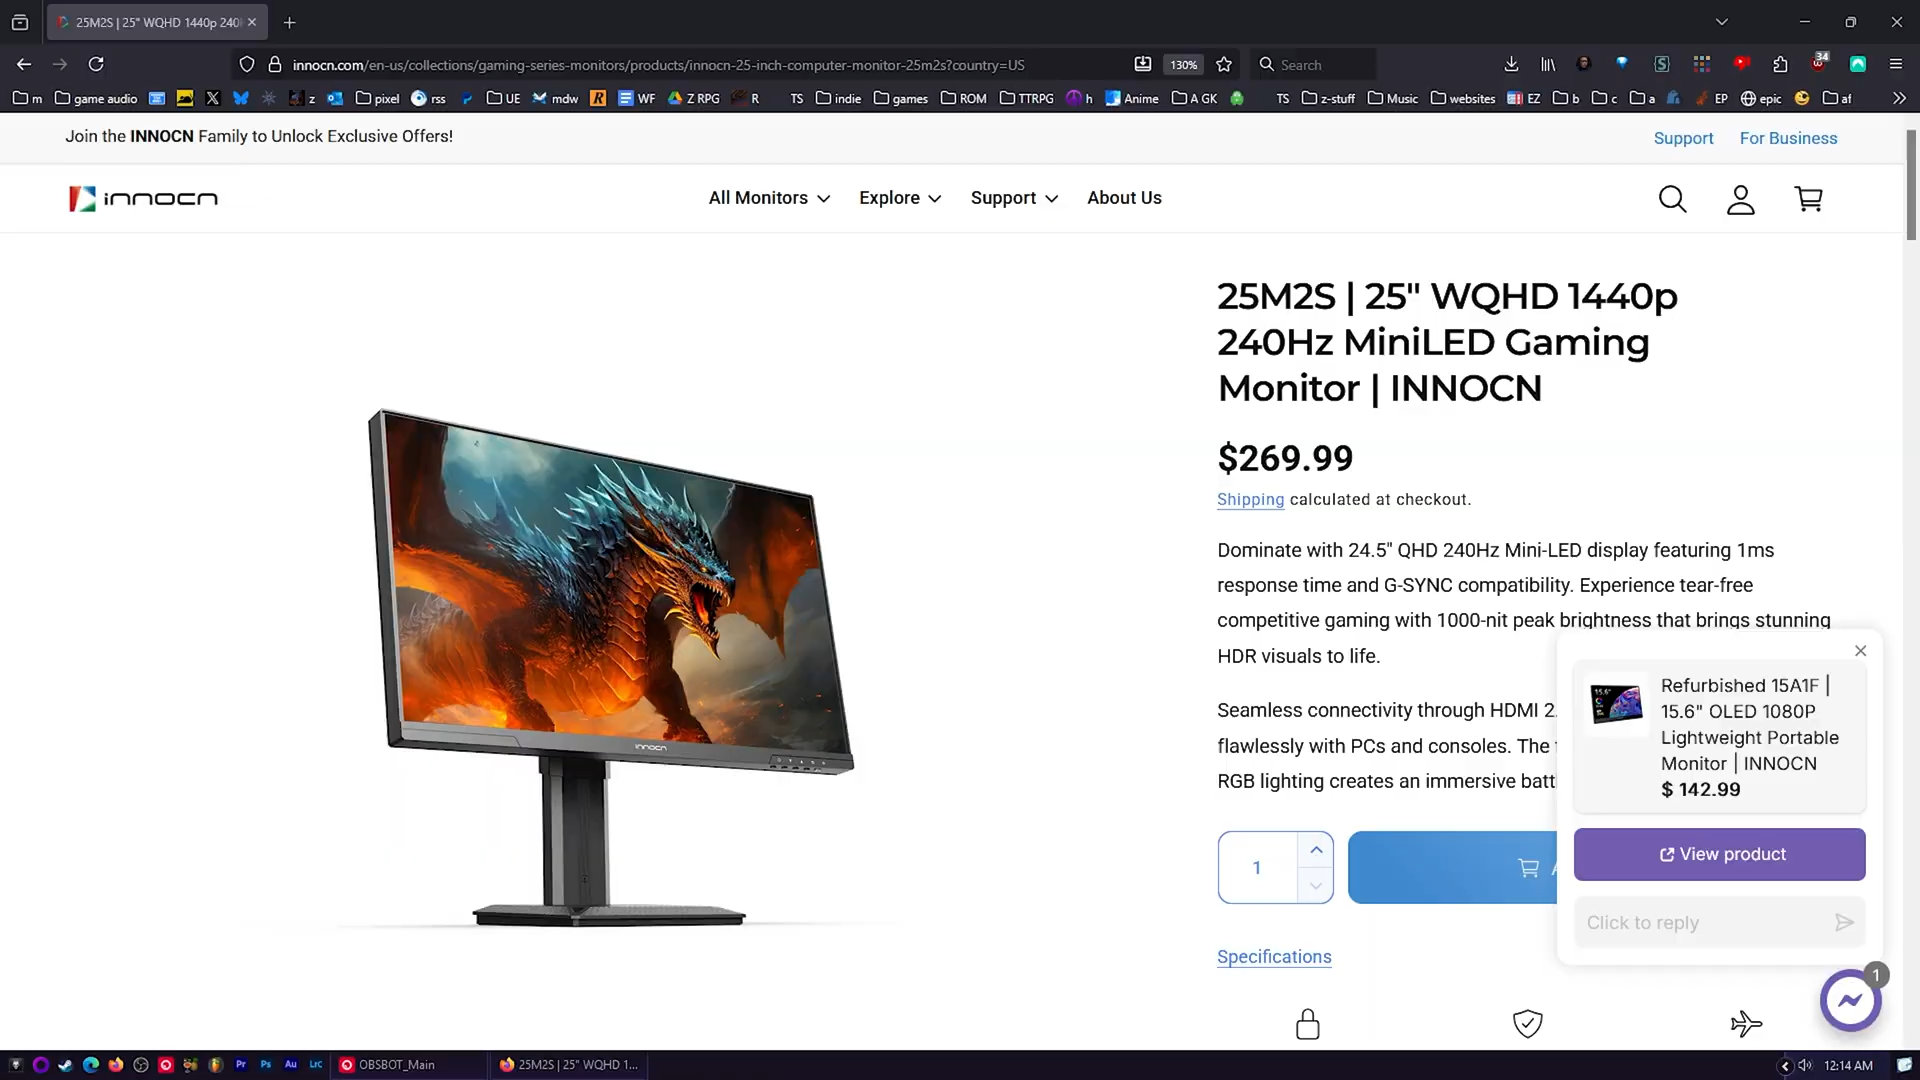 25M2S | 25" WQHD 1440p 240
innocn.com/en-us/collections/gaming-series-monitors/products/innocn-25-inch-computer-monitor-25m2s?country=US
130%
Search
34
m
game audio
z
pixel
rss
UE
mdw
WF
Z RPG
R
TS
indie
games
ROM
TTRPG
h
Anime
A GK
TS
z-stuff
Music
websites
EZ
b
c
a
EP
epic
af
Join the INNOCN Family to Unlock Exclusive Offers!
Support
For Business
innocn
All Monitors
Explore
Support
About Us
25M2S | 25" WQHD 1440p
240Hz MiniLED Gaming
Monitor | INNOCN
$269.99
Shipping calculated at checkout.
Dominate with 24.5" QHD 240Hz Mini-LED display featuring 1ms
response time and G-SYNC compatibility. Experience tear-free
competitive gaming with 1000-nit peak brightness that brings stunning
HDR visuals to life.
Seamless connectivity through HDMI 2.
flawlessly with PCs and consoles. The
RGB lighting creates an immersive batt
innocn
1
Specifications
15.6"
Refurbished 15A1F |
15.6" OLED 1080P
Lightweight Portable
Monitor | INNOCN
$ 142.99
View product
Click to reply
1
Pr
Ps
Au
Lrc
OBSBOT_Main
25M2S | 25" WQHD 1...
12:14 AM